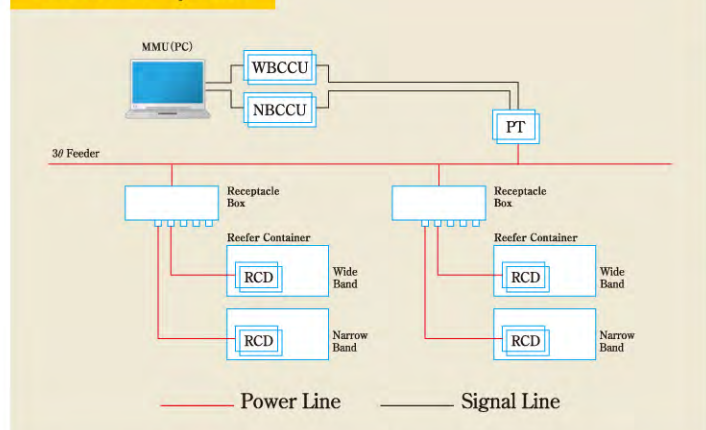 MMU(PC)
WBCCU
NBCCU
PT
3θ Feeder
Receptacle
Box
Receptacle
Box
Reefer Container
RCD
Wide
Band
RCD
Narrow
Band
Reefer Container
RCD
Wide
Band
RCD
Narrow
Band
Power Line
Signal Line